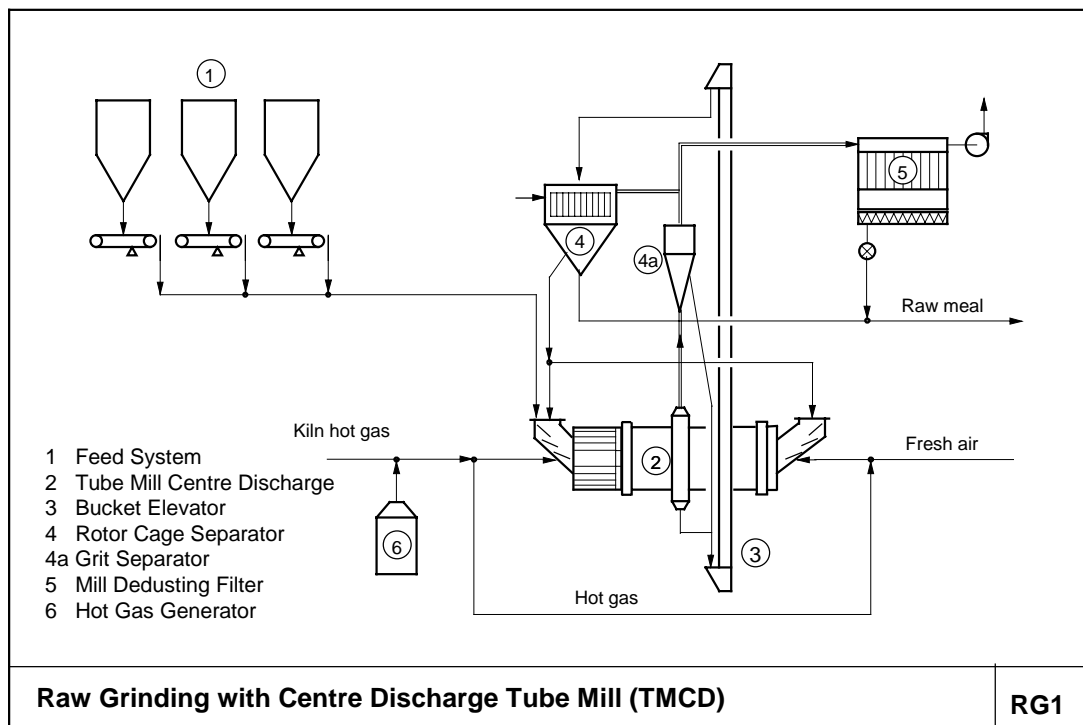 1
4
4a
5
Raw meal
Kiln hot gas
Fresh air
2
3
6
Hot gas
1 Feed System
2 Tube Mill Centre Discharge
3 Bucket Elevator
4 Rotor Cage Separator
4a Grit Separator
5 Mill Dedusting Filter
6 Hot Gas Generator
Raw Grinding with Centre Discharge Tube Mill (TMCD)
RG1